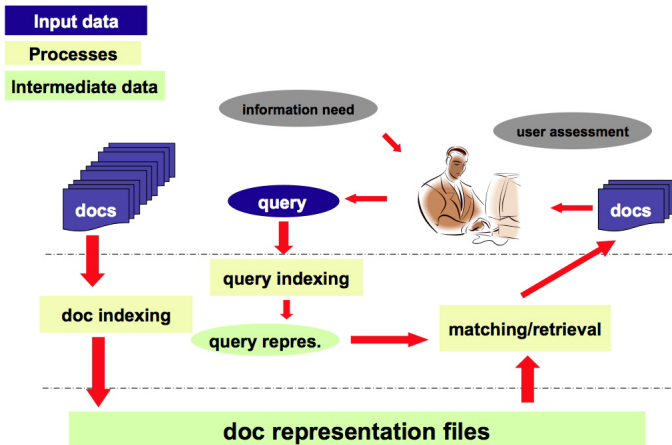 Input data
Processes
Intermediate data
information need
user assessment
docs
query
docs
query indexing
doc indexing
matching/retrieval
query repres.
doc representation files